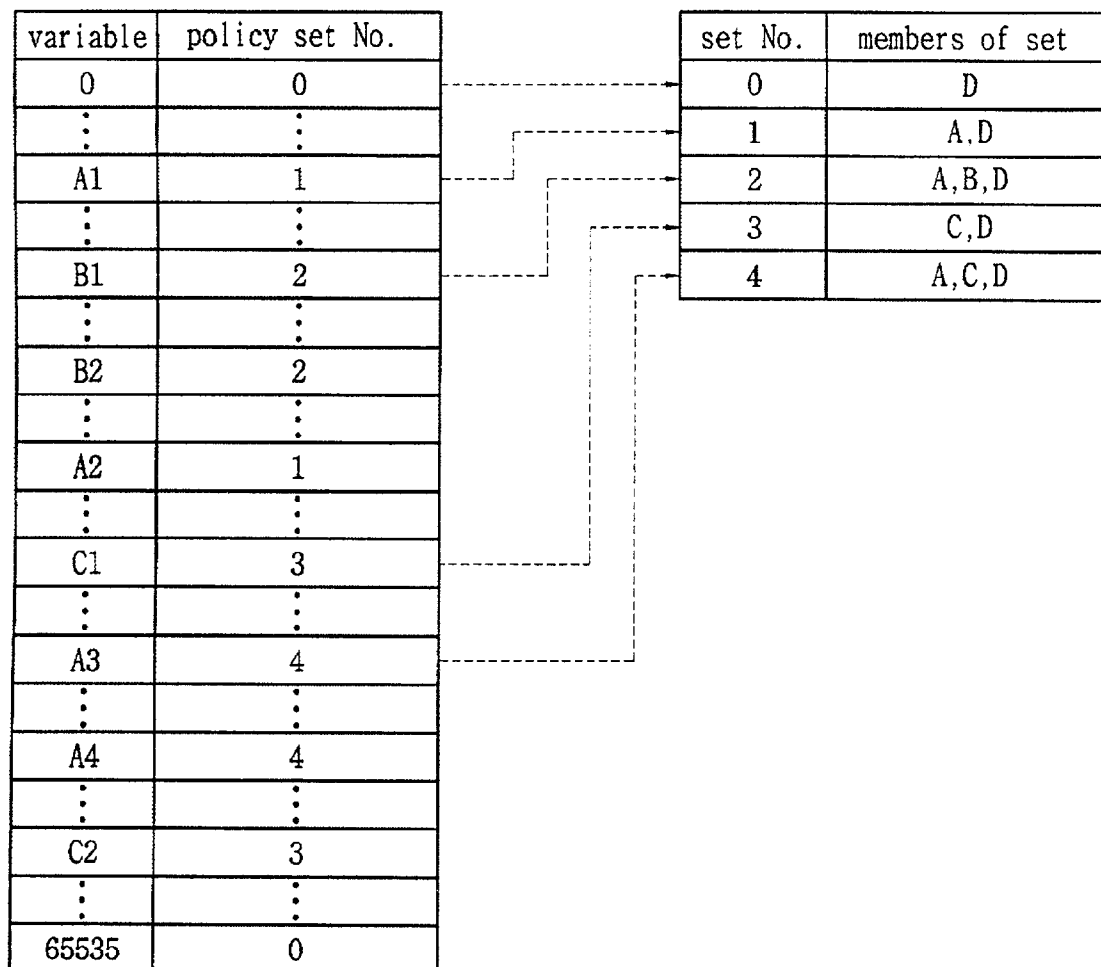 variable policy set No.
0 0
⋮ ⋮
A1 1
⋮ ⋮
B1 2
⋮ ⋮
B2 2
⋮ ⋮
A2 1
⋮ ⋮
C1 3
⋮ ⋮
A3 4
⋮ ⋮
A4 4
⋮ ⋮
C2 3
⋮ ⋮
65535 0
set No. members of set
0 D
1 A,D
2 A,B,D
3 C,D
4 A,C,D